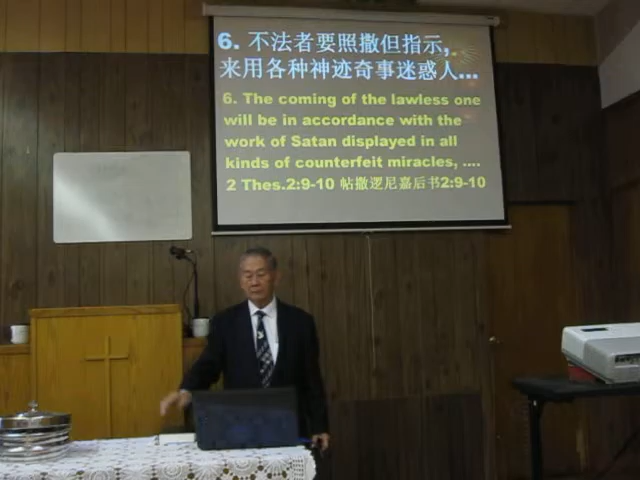 6. 不法者要照撒但指示,
来用各种神迹奇事迷惑人...
6. The coming of the lawless one
will be in accordance with the
work of Satan displayed in all
kinds of counterfeit miracles, ....
2 Thes.2:9-10 帖撒逻尼嘉后书2:9-10